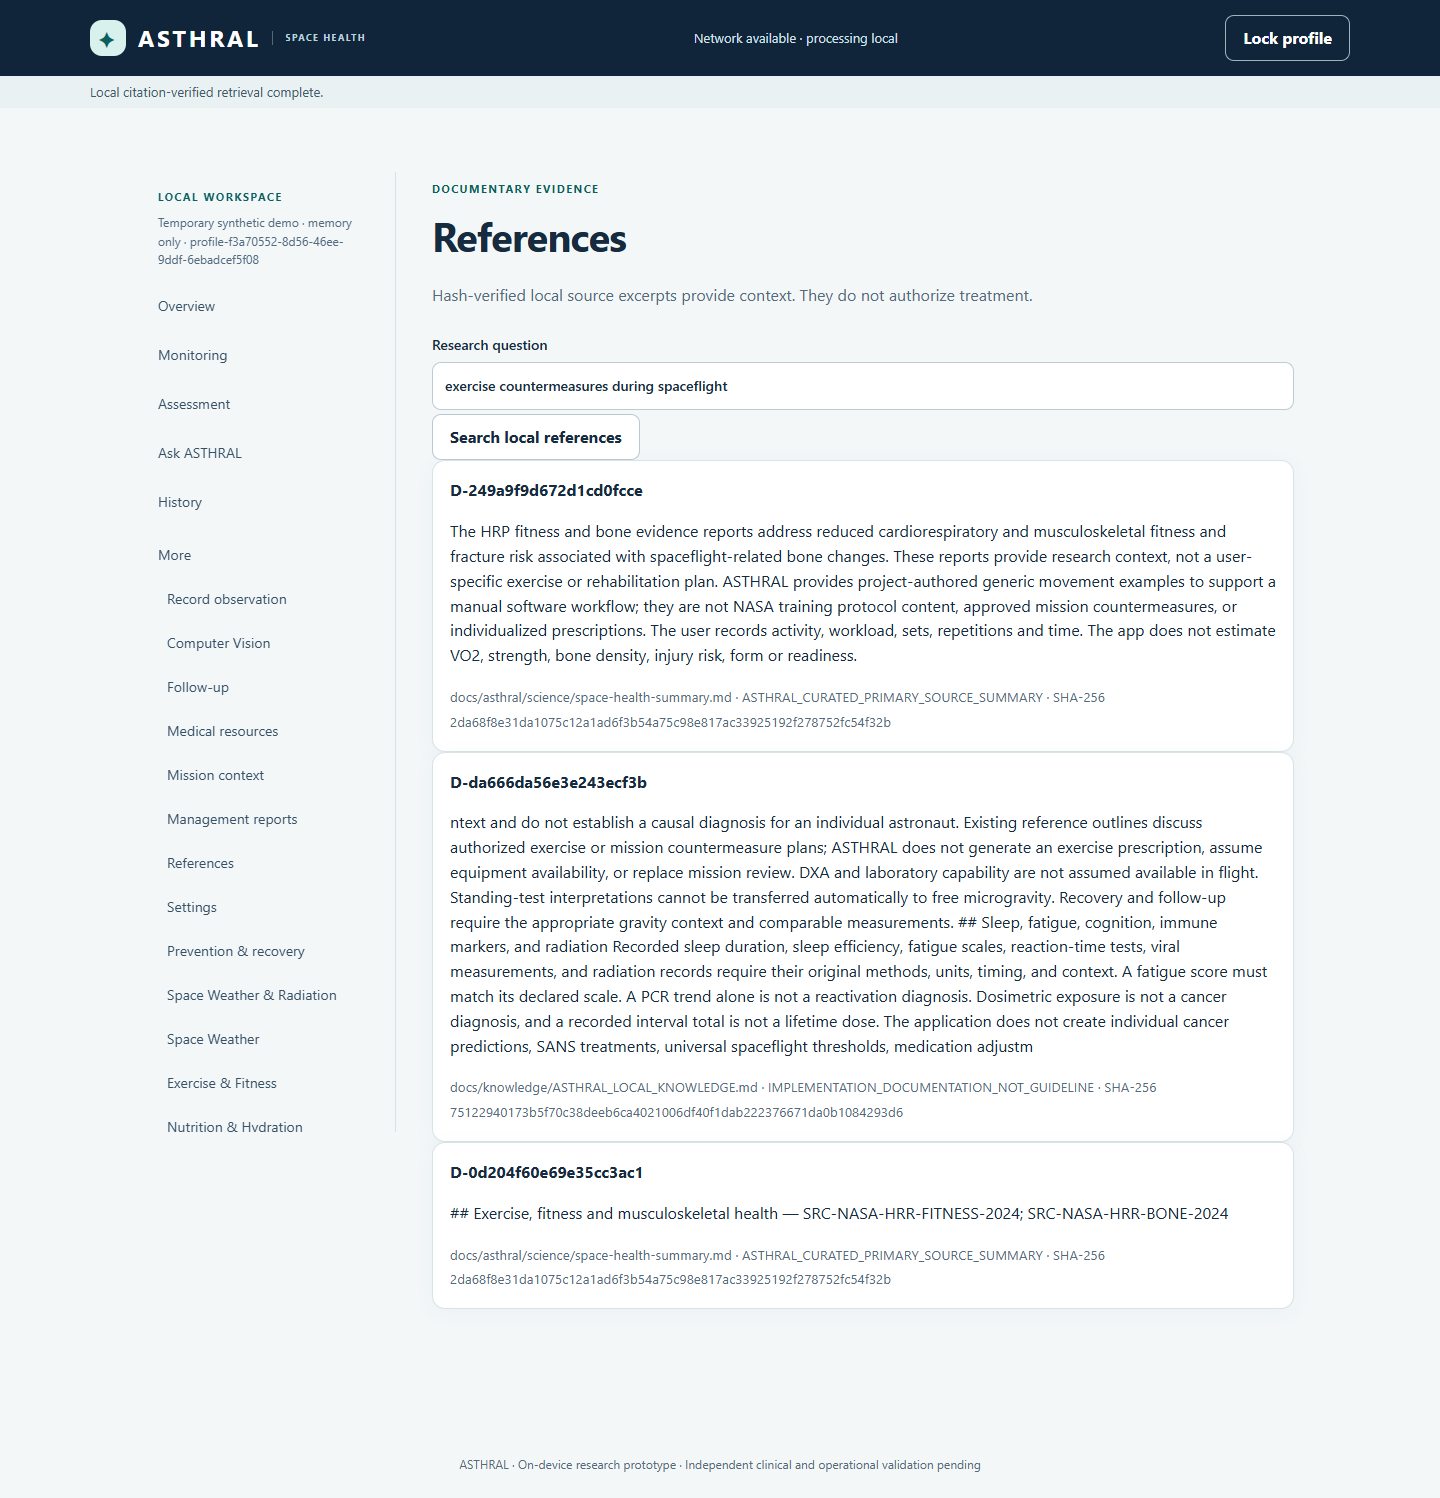 ASTHRAL
SPACE HEALTH
Network available · processing local
Lock profile
Local citation-verified retrieval complete.
LOCAL WORKSPACE
Temporary synthetic demo · memory
only · profile-f3a70552-8d56-46ee-
9ddf-6ebadcef5f08
Overview
Monitoring
Assessment
Ask ASTHRAL
History
More
Record observation
Computer Vision
Follow-up
Medical resources
Mission context
Management reports
References
Settings
Prevention & recovery
Space Weather & Radiation
Space Weather
Exercise & Fitness
Nutrition & Hydration
DOCUMENTARY EVIDENCE
References
Hash-verified local source excerpts provide context. They do not authorize treatment.
Research question
exercise countermeasures during spaceflight
Search local references
D-249a9f9d672d1cd0fcce
The HRP fitness and bone evidence reports address reduced cardiorespiratory and musculoskeletal fitness and
fracture risk associated with spaceflight-related bone changes. These reports provide research context, not a user-
specific exercise or rehabilitation plan. ASTHRAL provides project-authored generic movement examples to support a
manual software workflow; they are not NASA training protocol content, approved mission countermeasures, or
individualized prescriptions. The user records activity, workload, sets, repetitions and time. The app does not estimate
VO2, strength, bone density, injury risk, form or readiness.
docs/asthral/science/space-health-summary.md · ASTHRAL_CURATED_PRIMARY_SOURCE_SUMMARY · SHA-256
2da68f8e31da1075c12a1ad6f3b54a75c98e817ac33925192f278752fc54f32b
D-da666da56e3e243ecf3b
ntext and do not establish a causal diagnosis for an individual astronaut. Existing reference outlines discuss
authorized exercise or mission countermeasure plans; ASTHRAL does not generate an exercise prescription, assume
equipment availability, or replace mission review. DXA and laboratory capability are not assumed available in flight.
Standing-test interpretations cannot be transferred automatically to free microgravity. Recovery and follow-up
require the appropriate gravity context and comparable measurements. ## Sleep, fatigue, cognition, immune
markers, and radiation Recorded sleep duration, sleep efficiency, fatigue scales, reaction-time tests, viral
measurements, and radiation records require their original methods, units, timing, and context. A fatigue score must
match its declared scale. A PCR trend alone is not a reactivation diagnosis. Dosimetric exposure is not a cancer
diagnosis, and a recorded interval total is not a lifetime dose. The application does not create individual cancer
predictions, SANS treatments, universal spaceflight thresholds, medication adjustm
docs/knowledge/ASTHRAL_LOCAL_KNOWLEDGE.md · IMPLEMENTATION_DOCUMENTATION_NOT_GUIDELINE · SHA-256
75122940173b5f70c38deeb6ca4021006df40f1dab222376671da0b1084293d6
D-0d204f60e69e35cc3ac1
## Exercise, fitness and musculoskeletal health — SRC-NASA-HRR-FITNESS-2024; SRC-NASA-HRR-BONE-2024
docs/asthral/science/space-health-summary.md · ASTHRAL_CURATED_PRIMARY_SOURCE_SUMMARY · SHA-256
2da68f8e31da1075c12a1ad6f3b54a75c98e817ac33925192f278752fc54f32b
ASTHRAL · On-device research prototype · Independent clinical and operational validation pending